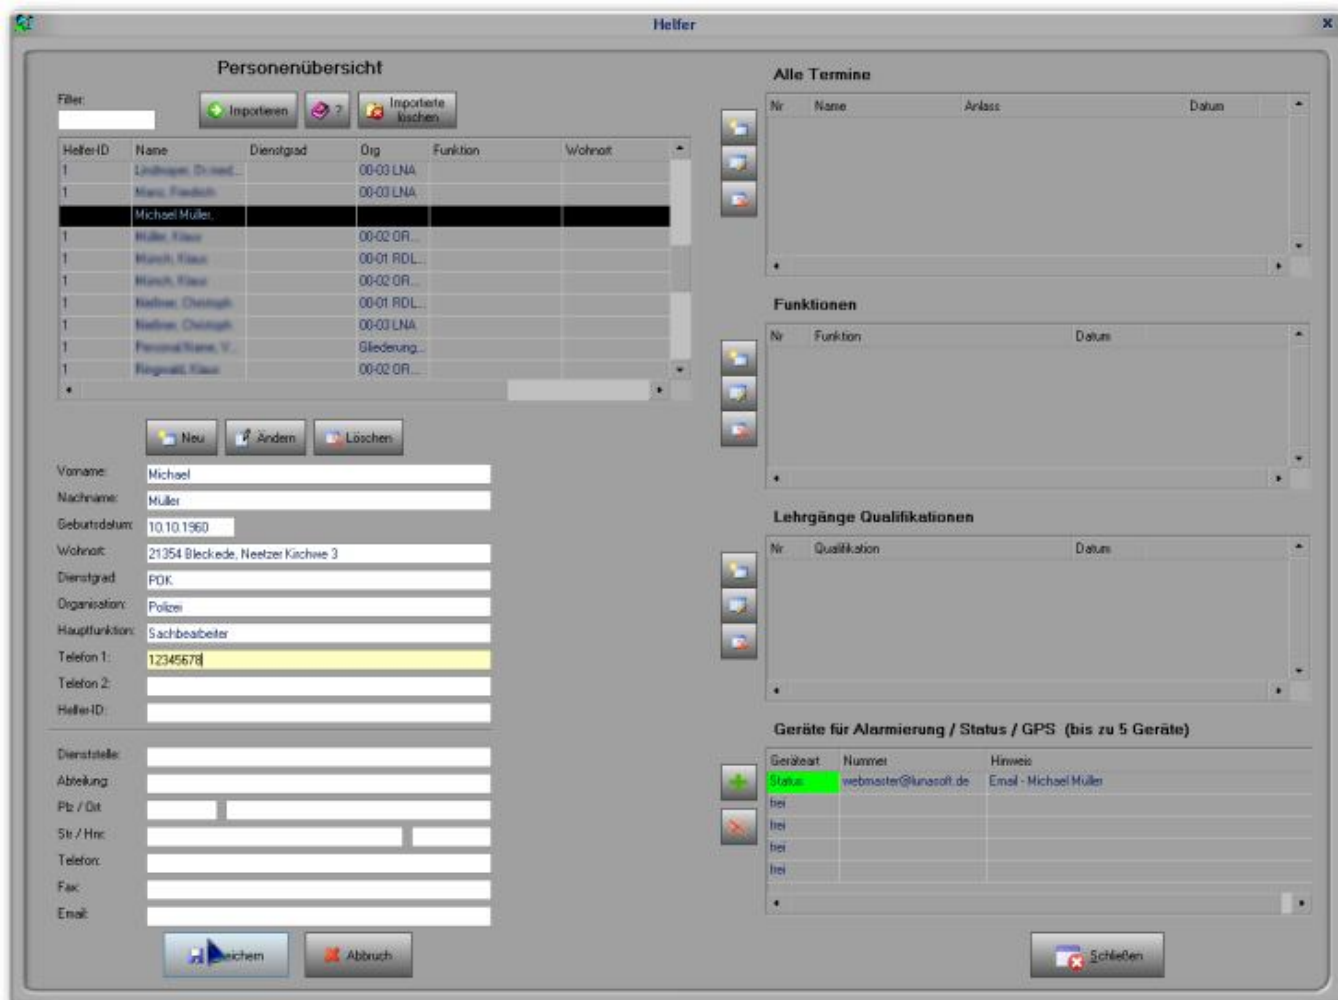 Helfer
Personenübersicht
Filter:
Importieren
?
Importierte löschen
Helfer-ID Name Dienstgrad Org Funktion Wohnort
1 00-03 LNA
1 00-03 LNA
Michael Müller,
1 00-02 OR...
1 00-01 RDL...
1 00-02 OR...
1 00-01 RDL...
1 00-03 LNA
1 Gliederung...
1 00-02 OR...
Neu
Ändern
Löschen
Vorname: Michael
Nachname: Müller
Geburtsdatum: 10.10.1960
Wohnort: 21354 Bleckede, Neetzer Kirchwe 3
Dienstgrad POK
Organisation: Polizei
Hauptfunktion: Sachbearbeiter
Telefon 1: 12345678
Telefon 2:
Helfer-ID:
Dienststelle:
Abteilung:
Plz / Ort
Str / Hnr:
Telefon:
Fax:
Email:
Abbruch
Alle Termine
Nr Name Anlass Datum
Funktionen
Nr Funktion Datum
Lehrgänge Qualifikationen
Nr Qualifikation Datum
Geräte für Alarmierung / Status / GPS (bis zu 5 Geräte)
Geräteart Nummer Hinweis
Status webmaster@lunasoft.de Email - Michael Müller
frei
frei
frei
frei
Schließen